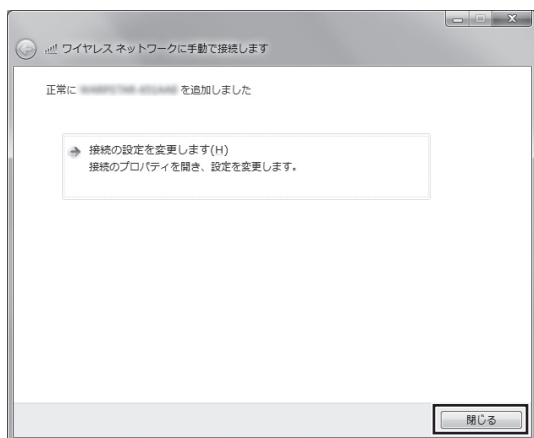 ワイヤレス ネットワークに手動で接続します
正常に を追加しました
接続の設定を変更します(H)
接続のプロパティを開き、設定を変更します。
閉じる